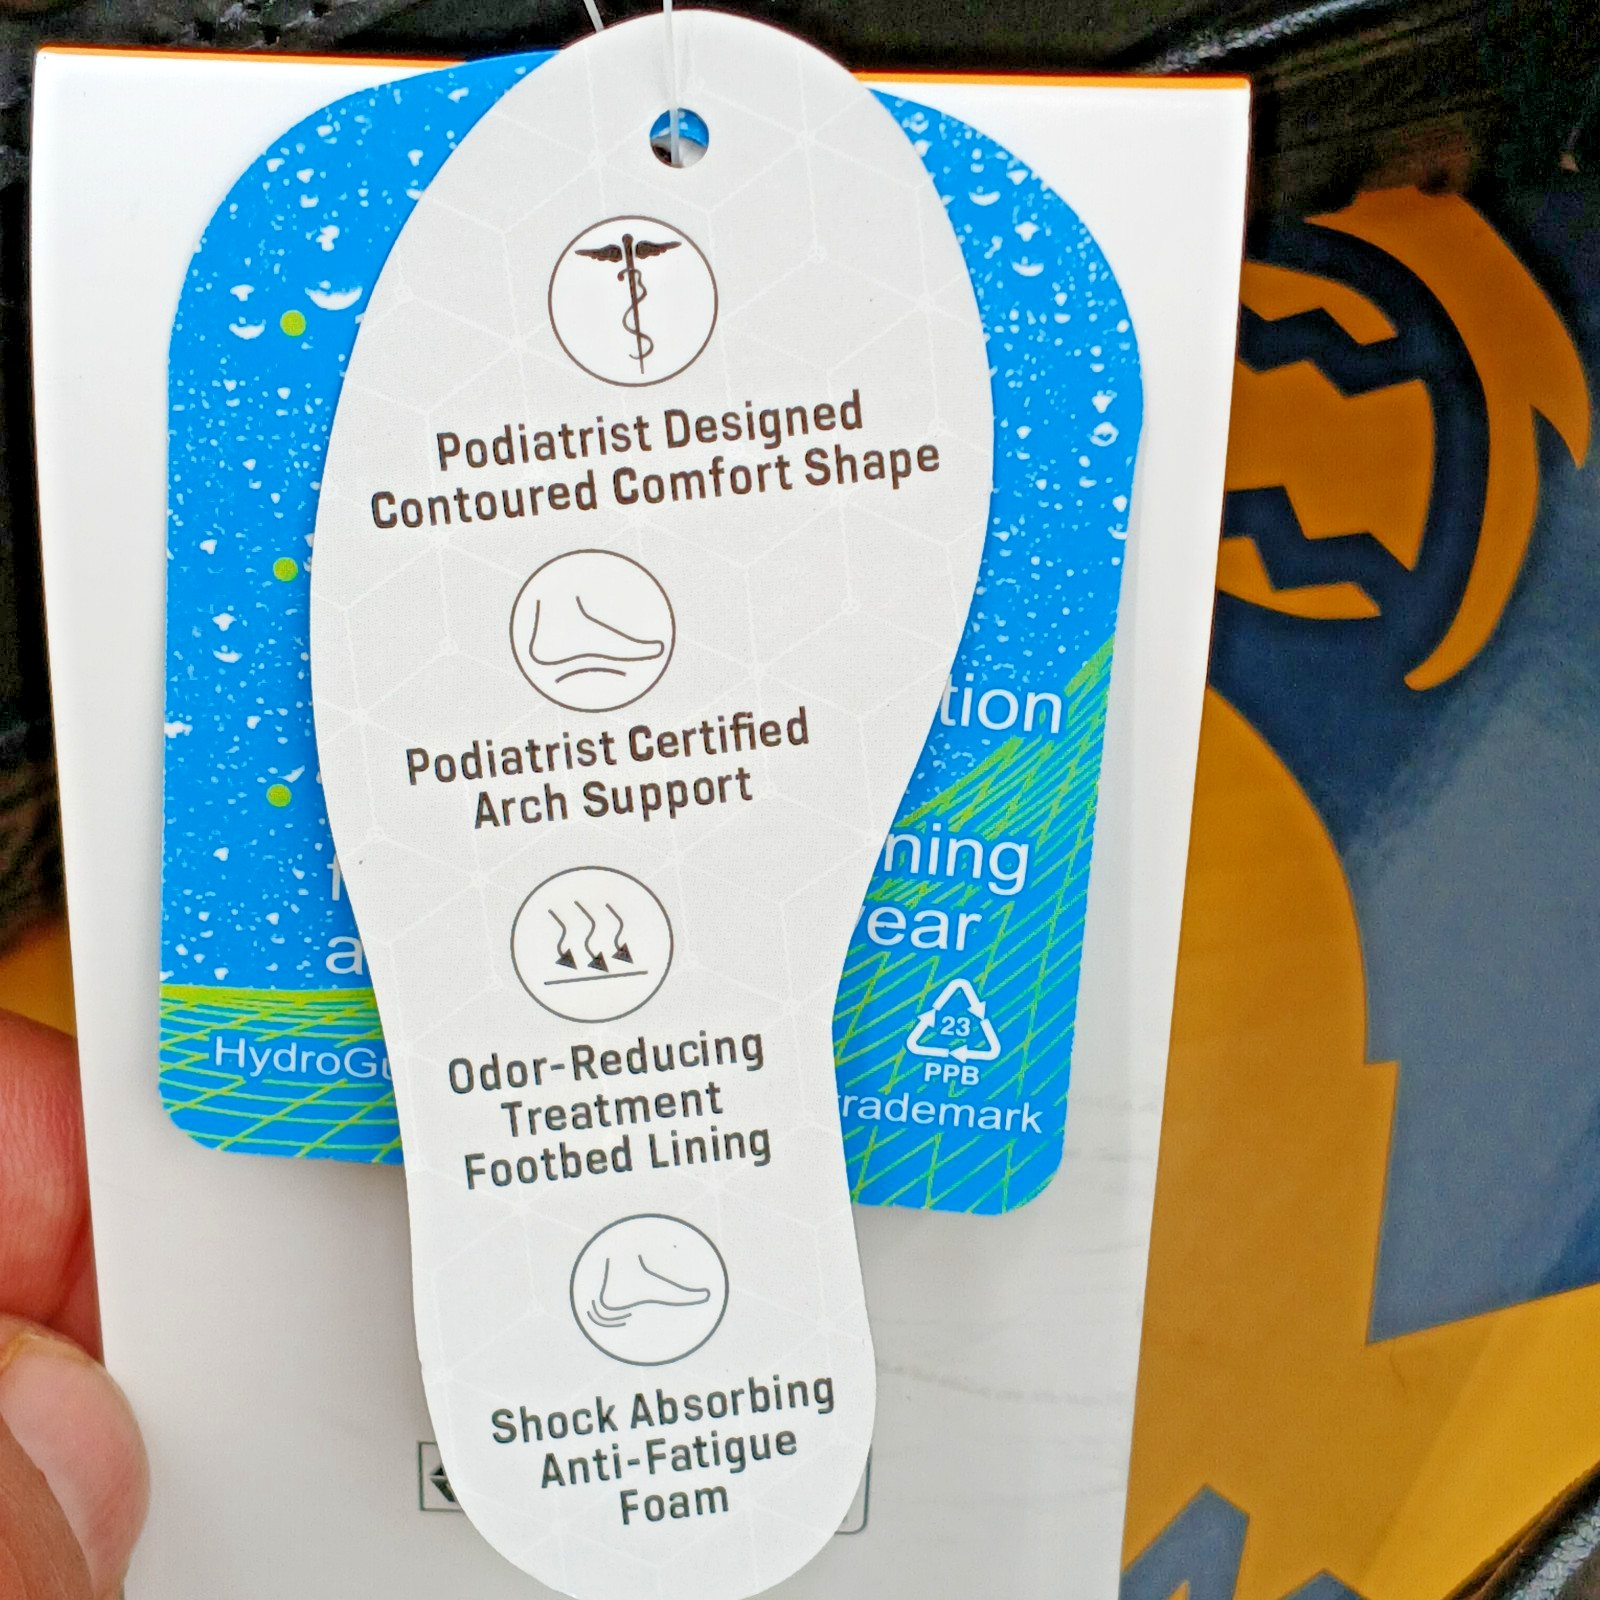 Podiatrist Designed
Contoured Comfort Shape
Podiatrist Certified
Arch Support
Odor-Reducing
Treatment
Footbed Lining
Shock Absorbing
Anti-Fatigue
Foam
tion
ning
ear
23
PPB
rademark
f
a
HydroGu